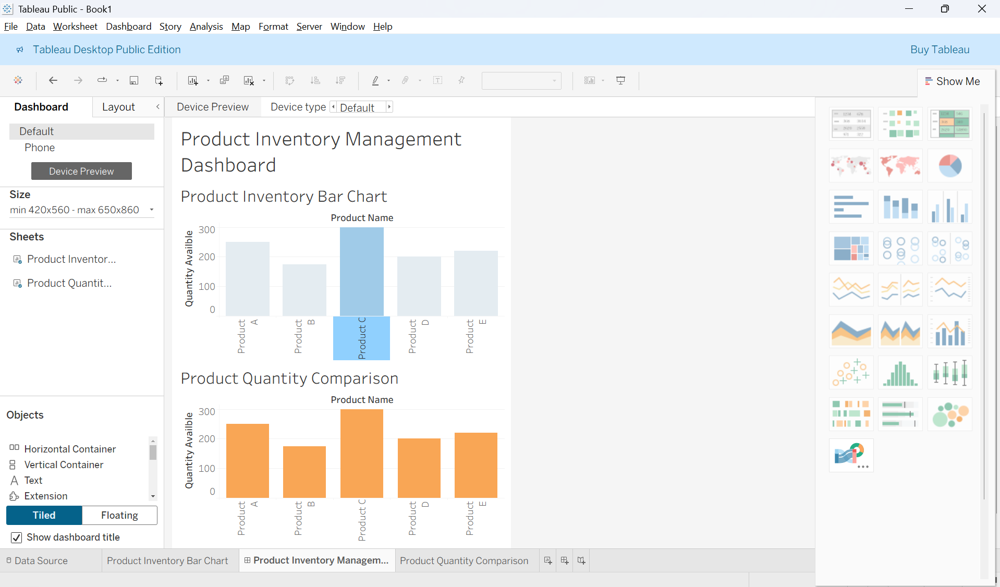 Tableau Public - Book1
File Data Worksheet Dashboard Story Analysis Map Format Server Window Help
Tableau Desktop Public Edition
Buy Tableau
Show Me
Dashboard Layout
Device Preview Device type Default
Default
Phone
Device Preview
Size
min 420x560 - max 650x860
Sheets
Product Inventor...
Product Quantit...
Objects
Horizontal Container
Vertical Container
Text
Extension
Tiled Floating
Show dashboard title
Product Inventory Management
Dashboard
Product Inventory Bar Chart
Product Name
Quantity Availble
300
200
100
0
Product A
Product B
Product C
Product D
Product E
Product Quantity Comparison
Product Name
Quantity Availble
300
200
100
0
Product A
Product B
Product C
Product D
Product E
Data Source Product Inventory Bar Chart Product Inventory Managem... Product Quantity Comparison